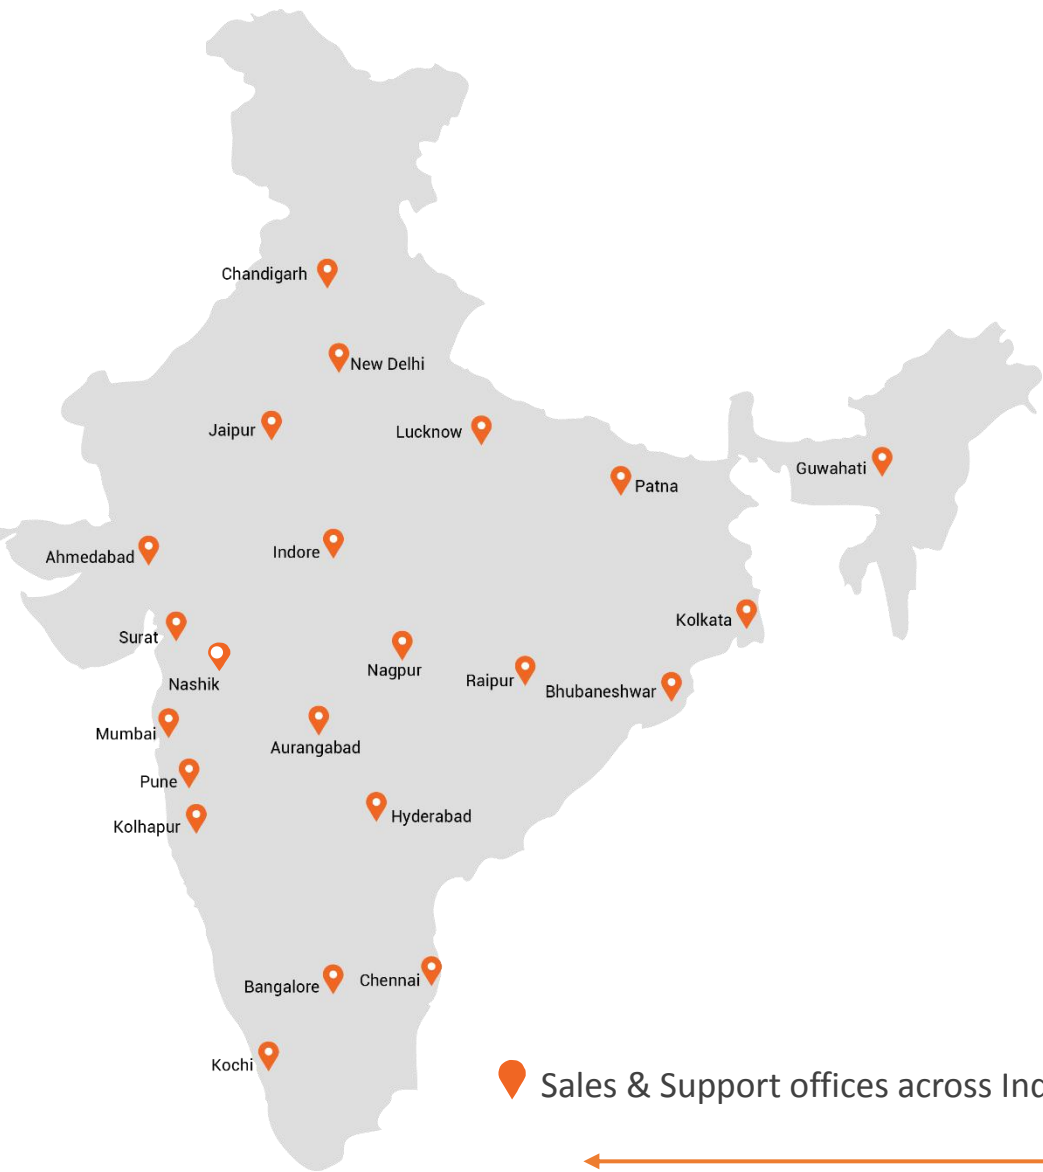 Chandigarh
New Delhi
Jaipur
Lucknow
Guwahati
Patna
Indore
Ahmedabad
Kolkata
Surat
Nagpur
Raipur
Nashik
Bhubaneshwar
Mumbai
Aurangabad
Pune
Hyderabad
Kolhapur
Chennai
Bangalore
Kochi
Sales & Support offices across